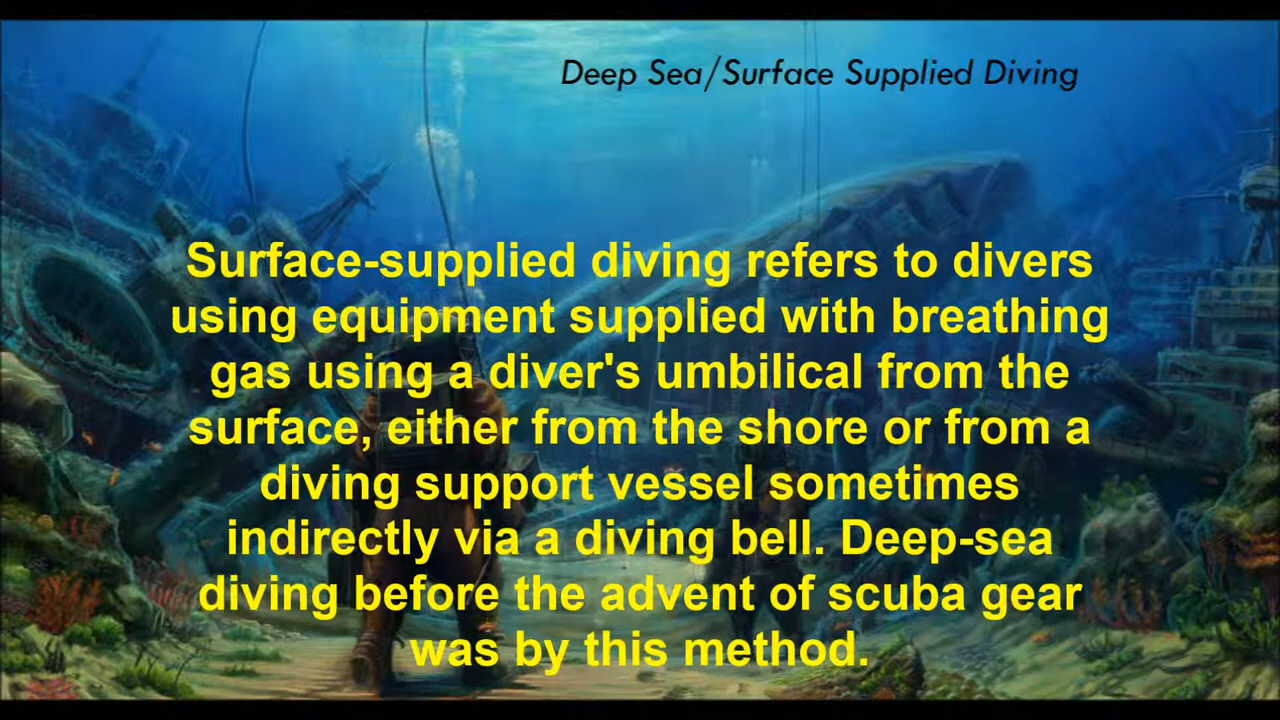 Deep Sea/Surface Supplied Diving
Surface-supplied diving refers to divers
using equipment supplied with breathing
gas using a diver's umbilical from the
surface, either from the shore or from a
diving support vessel sometimes
indirectly via a diving bell. Deep-sea
diving before the advent of scuba gear
was by this method.